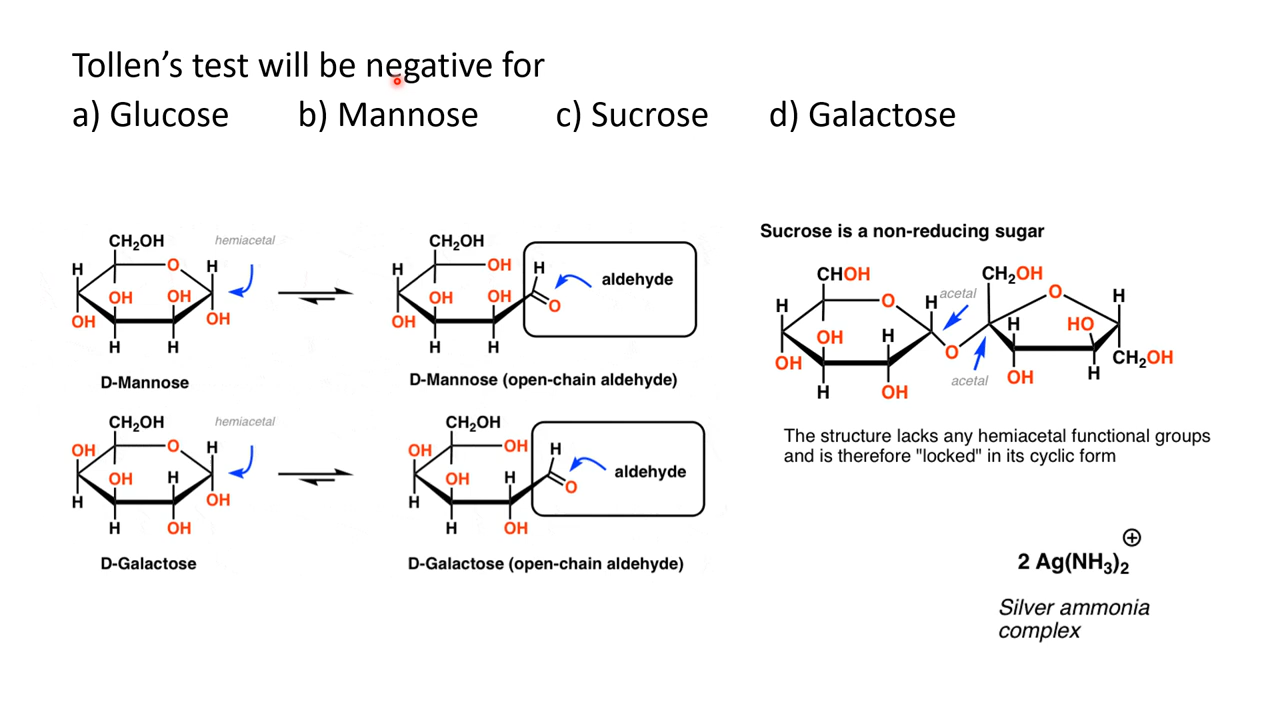 Tollen's test will be negative for
a) Glucose b) Mannose c) Sucrose d) Galactose
CH₂OH
hemiacetal
H
O
H
OH
OH
OH
OH
H
H
D-Mannose
CH₂OH
H
OH
H
aldehyde
OH
OH
O
OH
H
H
D-Mannose (open-chain aldehyde)
CH₂OH
hemiacetal
OH
O
H
OH
H
H
OH
H
OH
D-Galactose
CH₂OH
OH
OH
H
aldehyde
OH
H
O
H
H
OH
D-Galactose (open-chain aldehyde)
Sucrose is a non-reducing sugar
CHOH
CH₂OH
H
O
H
acetal
O
H
OH
H
H
HO
OH
O
CH₂OH
H
OH
acetal
OH
H
The structure lacks any hemiacetal functional groups
and is therefore "locked" in its cyclic form
2 Ag(NH₃)₂ ⊕
Silver ammonia
complex